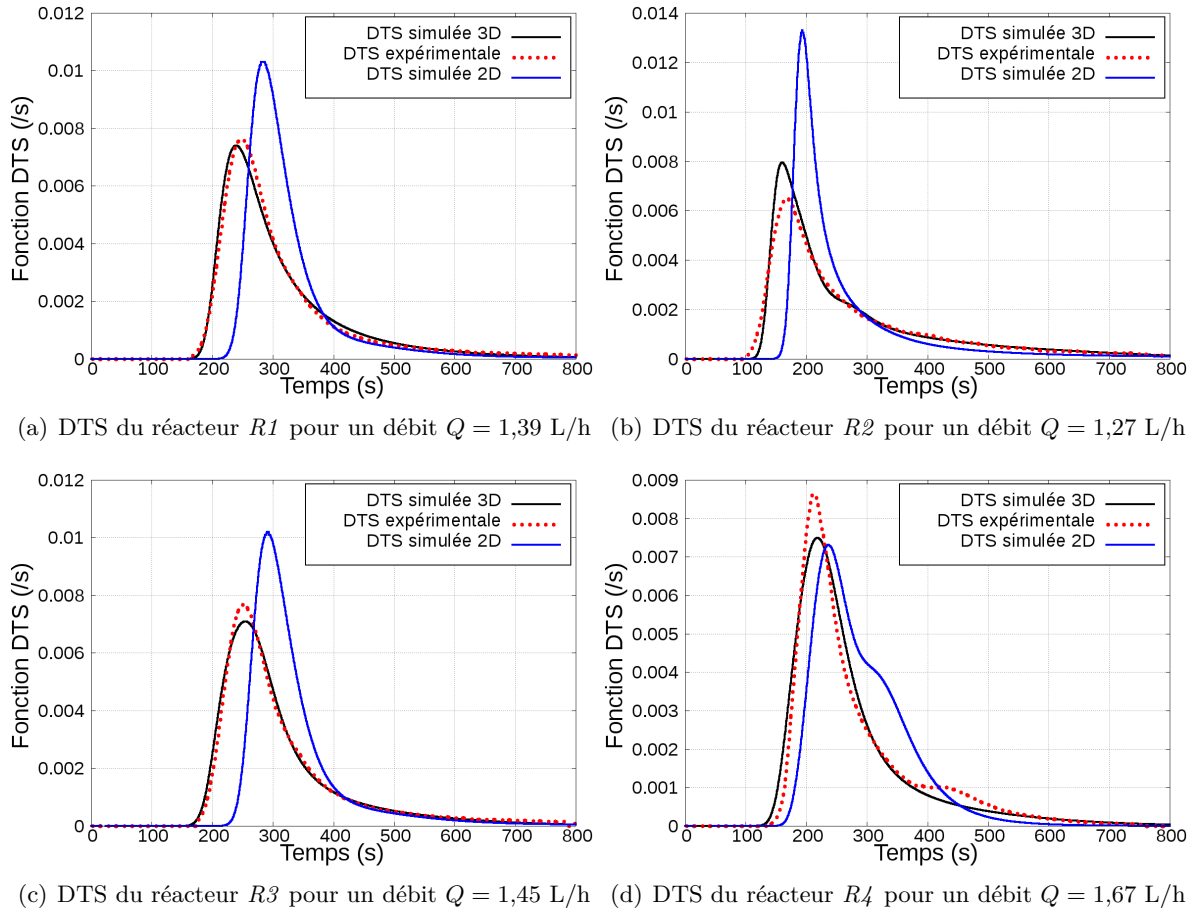 0.012
0.01
0.008
0.006
0.004
0.002
0
Fonction DTS (/s)
DTS simulée 3D
DTS expérimentale
DTS simulée 2D
0 100 200 300 400 500 600 700 800
Temps (s)
(a) DTS du réacteur R1 pour un débit Q = 1,39 L/h
0.014
0.012
0.01
0.008
0.006
0.004
0.002
0
Fonction DTS (/s)
DTS simulée 3D
DTS expérimentale
DTS simulée 2D
0 100 200 300 400 500 600 700 800
Temps (s)
(b) DTS du réacteur R2 pour un débit Q = 1,27 L/h
0.012
0.01
0.008
0.006
0.004
0.002
0
Fonction DTS (/s)
DTS simulée 3D
DTS expérimentale
DTS simulée 2D
0 100 200 300 400 500 600 700 800
Temps (s)
(c) DTS du réacteur R3 pour un débit Q = 1,45 L/h
0.009
0.008
0.007
0.006
0.005
0.004
0.003
0.002
0.001
0
Fonction DTS (/s)
DTS simulée 3D
DTS expérimentale
DTS simulée 2D
0 100 200 300 400 500 600 700 800
Temps (s)
(d) DTS du réacteur R4 pour un débit Q = 1,67 L/h